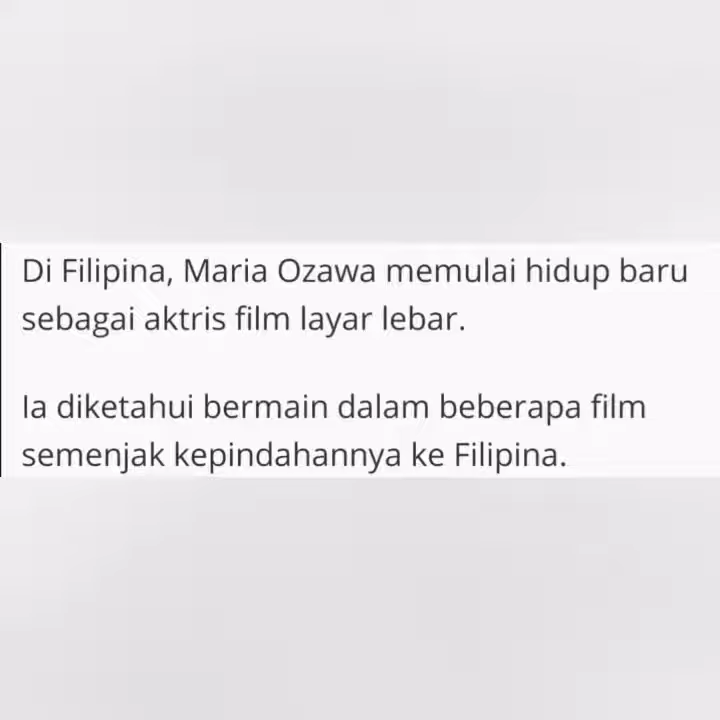 Di Filipina, Maria Ozawa memulai hidup baru
sebagai aktris film layar lebar.
Ia diketahui bermain dalam beberapa film
semenjak kepindahannya ke Filipina.